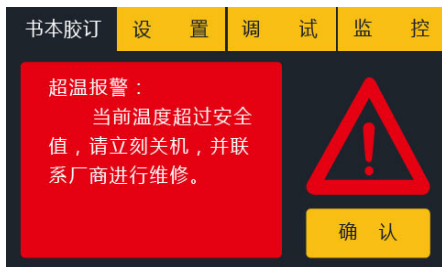 书本胶订 设 置 调 试 监 控
超温报警：
当前温度超过安全
值，请立刻关机，并联
系厂商进行维修。
确 认